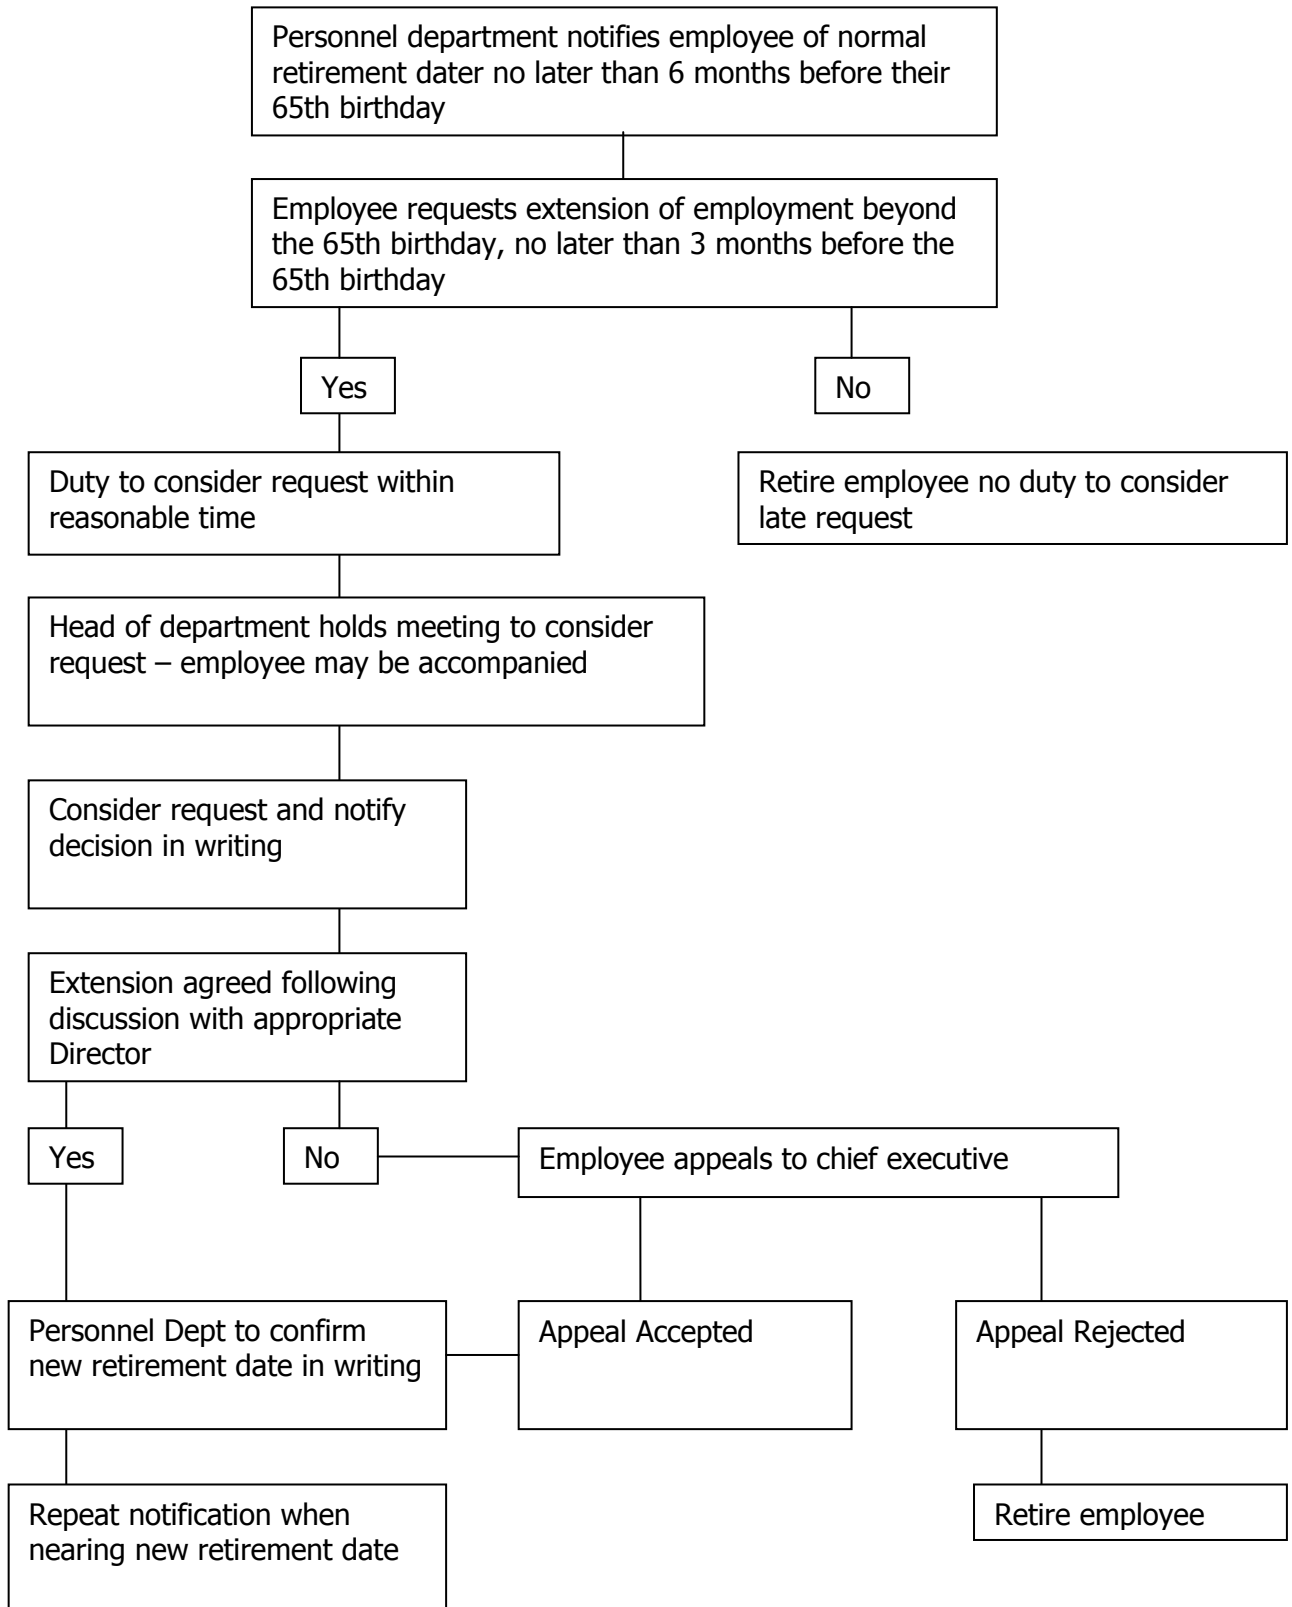 Personnel department notifies employee of normal
retirement dater no later than 6 months before their
65th birthday
Employee requests extension of employment beyond
the 65th birthday, no later than 3 months before the
65th birthday
Yes
No
Duty to consider request within
reasonable time
Retire employee no duty to consider
late request
Head of department holds meeting to consider
request – employee may be accompanied
Consider request and notify
decision in writing
Extension agreed following
discussion with appropriate
Director
Yes
No
Employee appeals to chief executive
Personnel Dept to confirm
new retirement date in writing
Appeal Accepted
Appeal Rejected
Repeat notification when
nearing new retirement date
Retire employee